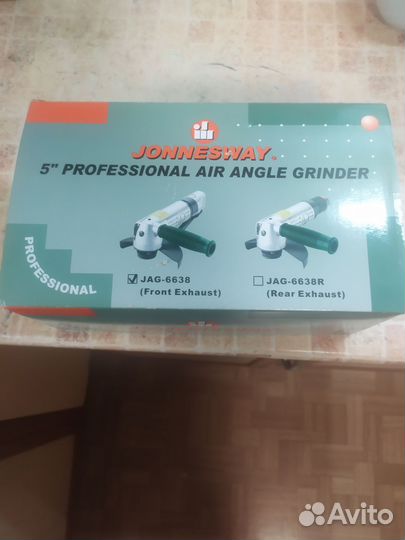 JONNESWAY
5" PROFESSIONAL AIR ANGLE GRINDER
PROFESSIONAL
☑ JAG-6638
(Front Exhaust)
☐ JAG-6638R
(Rear Exhaust)
Avito